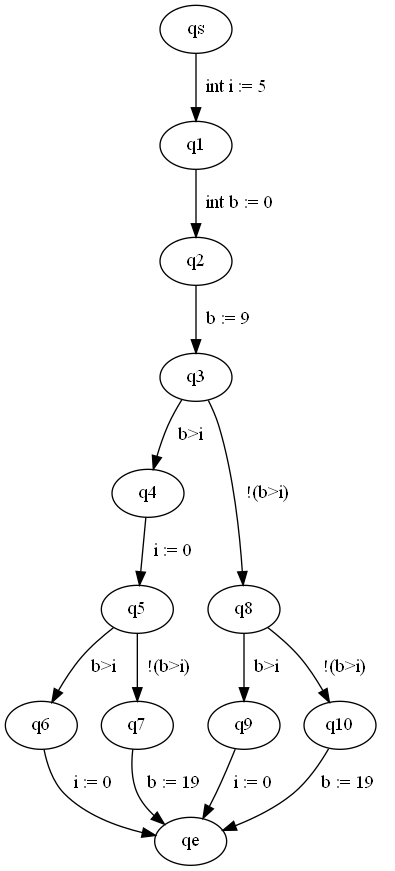 qs
int i := 5
q1
int b := 0
q2
b := 9
q3
b>i
q4
!(b>i)
i := 0
q5
q8
b>i
!(b>i)
b>i
!(b>i)
q6
q7
q9
q10
i := 0
b := 19
i := 0
b := 19
qe